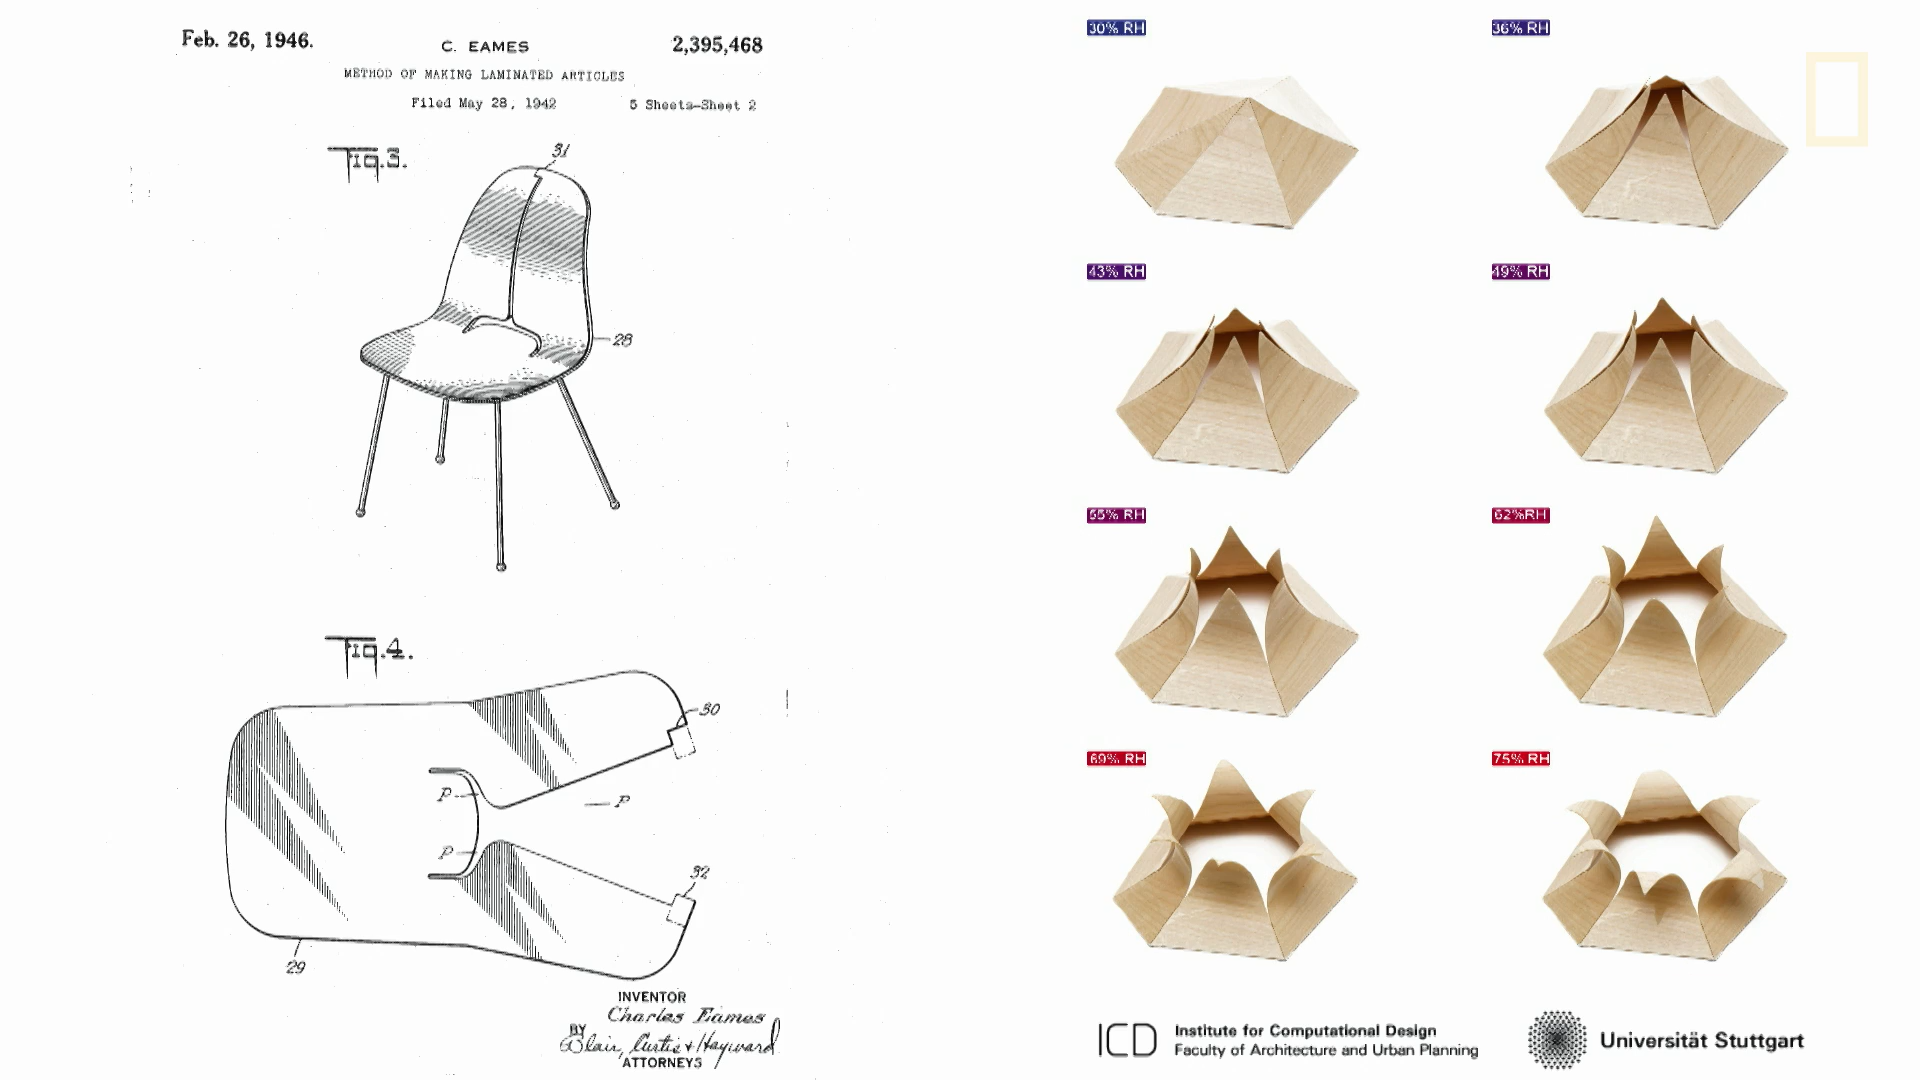 Feb. 26, 1946.
C. EAMES
2,395,468
METHOD OF MAKING LAMINATED ARTICLES
Filed May 28, 1942
5 Sheets-Sheet 2
Fig.3.
31
28
Fig.4.
30
P
P
P
32
29
INVENTOR
Charles Eames
BY
Blair, Curtis & Hayward
ATTORNEYS
30% RH
36% RH
43% RH
49% RH
55% RH
62%RH
69% RH
75% RH
ICD
Institute for Computational Design
Faculty of Architecture and Urban Planning
Universität Stuttgart